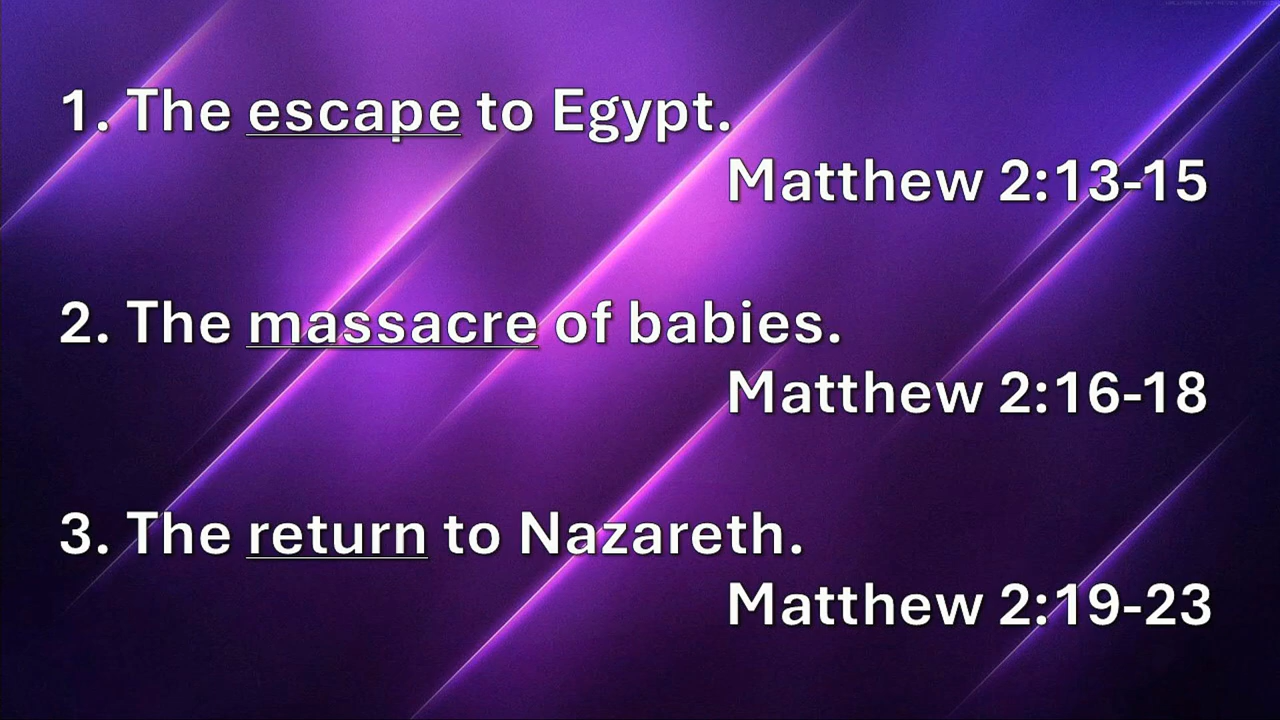 1. The escape to Egypt.
Matthew 2:13-15
2. The massacre of babies.
Matthew 2:16-18
3. The return to Nazareth.
Matthew 2:19-23